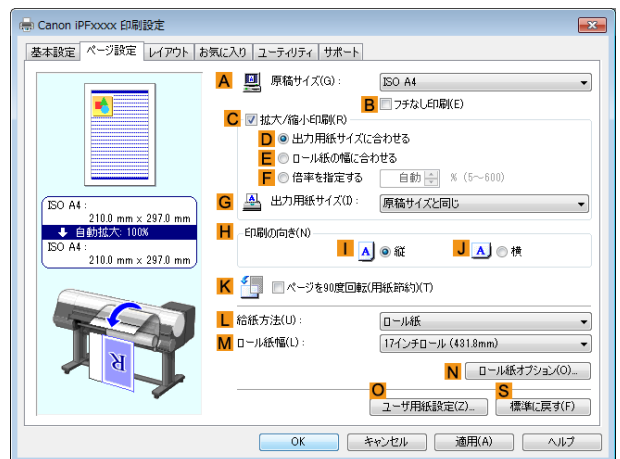 Canon iPFxxxx 印刷設定
基本設定 ページ設定 レイアウト お気に入り ユーティリティ サポート
A 原稿サイズ(G): ISO A4
B フチなし印刷(E)
C 拡大/縮小印刷(R)
D 出力用紙サイズに合わせる
E ロール紙の幅に合わせる
F 倍率を指定する 自動 % (5～600)
G A 出力用紙サイズ(I): 原稿サイズと同じ
ISO A4:
210.0 mm x 297.0 mm
自動拡大: 100%
ISO A4:
210.0 mm x 297.0 mm
H 印刷の向き(N)
I A 縦 J A 横
K ページを90度回転(用紙節約)(T)
L 給紙方法(U): ロール紙
M ロール紙幅(L): 17インチロール (431.8mm)
R
N ロール紙オプション(O)...
O ユーザ用紙設定(Z)... S 標準に戻す(F)
OK キャンセル 適用(A) ヘルプ